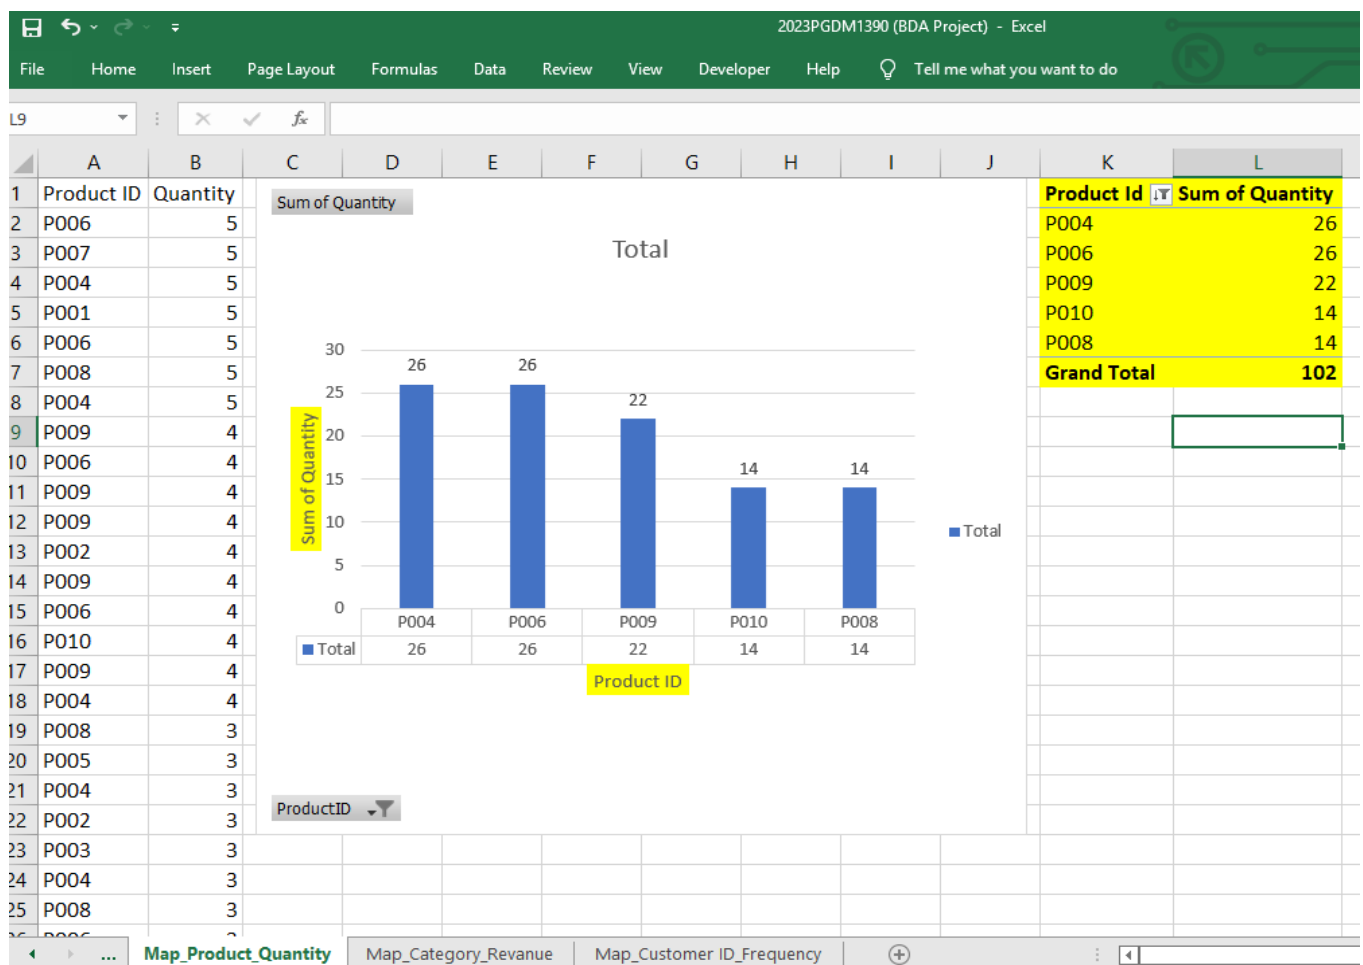 2023PGDM1390 (BDA Project) - Excel
File Home Insert Page Layout Formulas Data Review View Developer Help Tell me what you want to do
L9 fx
A B C D E F G H I J K L
1 Product ID Quantity
2 P006 5
3 P007 5
4 P004 5
5 P001 5
6 P006 5
7 P008 5
8 P004 5
9 P009 4
10 P006 4
11 P009 4
12 P009 4
13 P002 4
14 P009 4
15 P006 4
16 P010 4
17 P009 4
18 P004 4
19 P008 3
20 P005 3
21 P004 3
22 P002 3
23 P003 3
24 P004 3
25 P008 3
Sum of Quantity
Total
30
25
20
15
10
5
0
Sum of Quantity
26 26 22 14 14
P004 P006 P009 P010 P008
Total 26 26 22 14 14
Product ID
Total
ProductID
Product Id Sum of Quantity
P004 26
P006 26
P009 22
P010 14
P008 14
Grand Total 102
... Map_Product_Quantity Map_Category_Revanue Map_Customer ID_Frequency